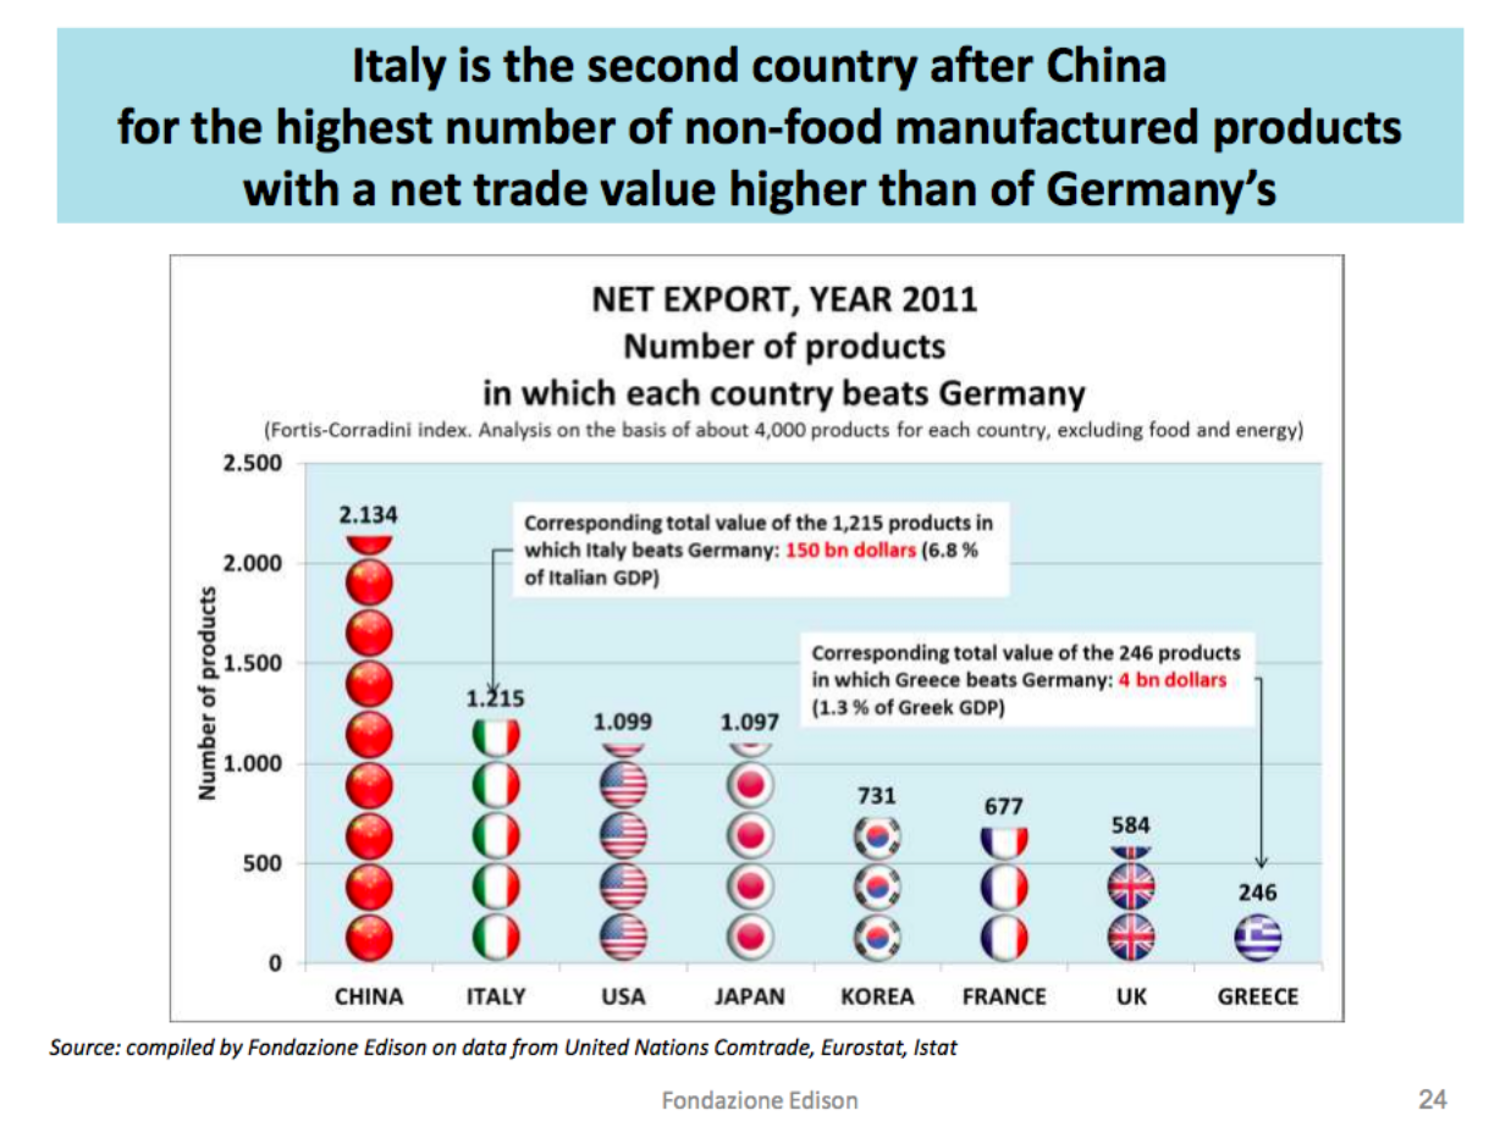 Italy is the second country after China
for the highest number of non-food manufactured products
with a net trade value higher than of Germany’s
NET EXPORT, YEAR 2011
Number of products
in which each country beats Germany
(Fortis-Corradini index. Analysis on the basis of about 4,000 products for each country, excluding food and energy)
Number of products
2.500
2.000
1.500
1.000
500
0
2.134
1.215
1.099
1.097
731
677
584
246
Corresponding total value of the 1,215 products in
which Italy beats Germany: 150 bn dollars (6.8 %
of Italian GDP)
Corresponding total value of the 246 products
in which Greece beats Germany: 4 bn dollars
(1.3 % of Greek GDP)
CHINA ITALY USA JAPAN KOREA FRANCE UK GREECE
Source: compiled by Fondazione Edison on data from United Nations Comtrade, Eurostat, Istat
Fondazione Edison
24